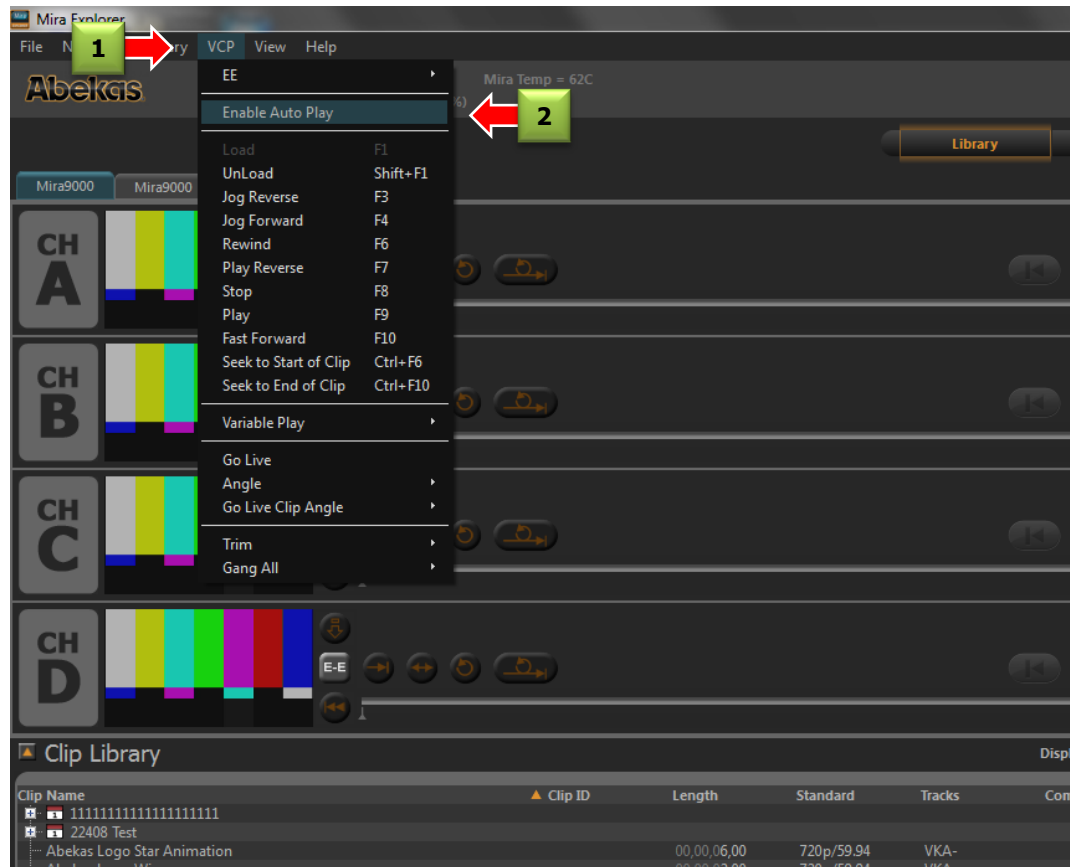 Mira Explorer
File
1
VCP View Help
Abekas
EE
Mira Temp = 62C
%)
Enable Auto Play
2
Library
Load F1
UnLoad Shift+F1
Mira9000 Mira9000
Jog Reverse F3
Jog Forward F4
Rewind F6
Play Reverse F7
Stop F8
Play F9
Fast Forward F10
Seek to Start of Clip Ctrl+F6
Seek to End of Clip Ctrl+F10
Variable Play
Go Live
Angle
Go Live Clip Angle
Trim
Gang All
CH A
CH B
CH C
CH D
E-E
Clip Library
Displ
Clip Name Clip ID Length Standard Tracks Com
11111111111111111111
22408 Test
Abekas Logo Star Animation 00,00,06,00 720p/59.94 VKA-